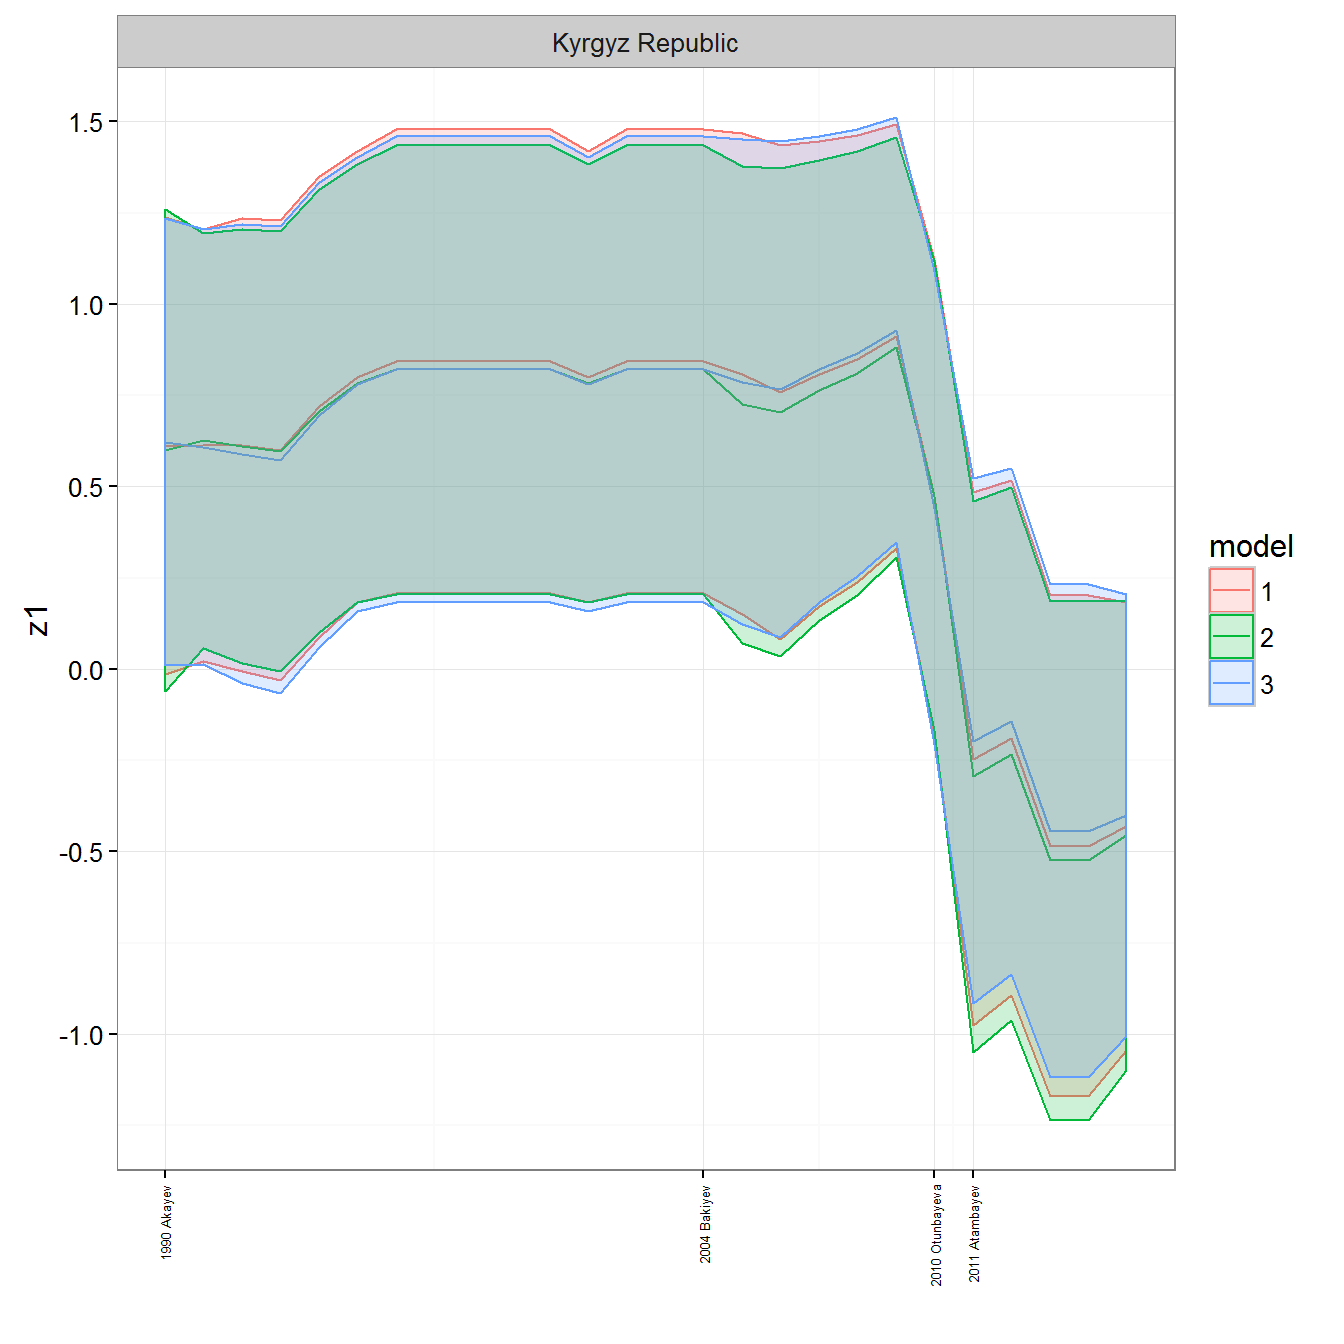 Kyrgyz Republic
1.5
1.0
0.5
0.0
-0.5
-1.0
z1
1990 Akayev
2004 Bakiyev
2010 Otunbayeva
2011 Atambayev
model
1
2
3